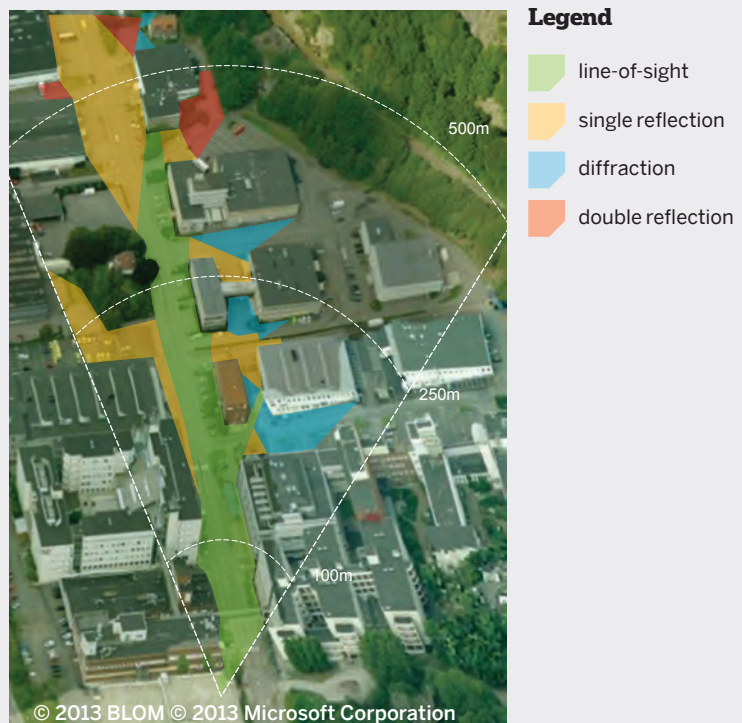 Legend
line-of-sight
single reflection
diffraction
double reflection
500m
250m
100m
© 2013 BLOM © 2013 Microsoft Corporation